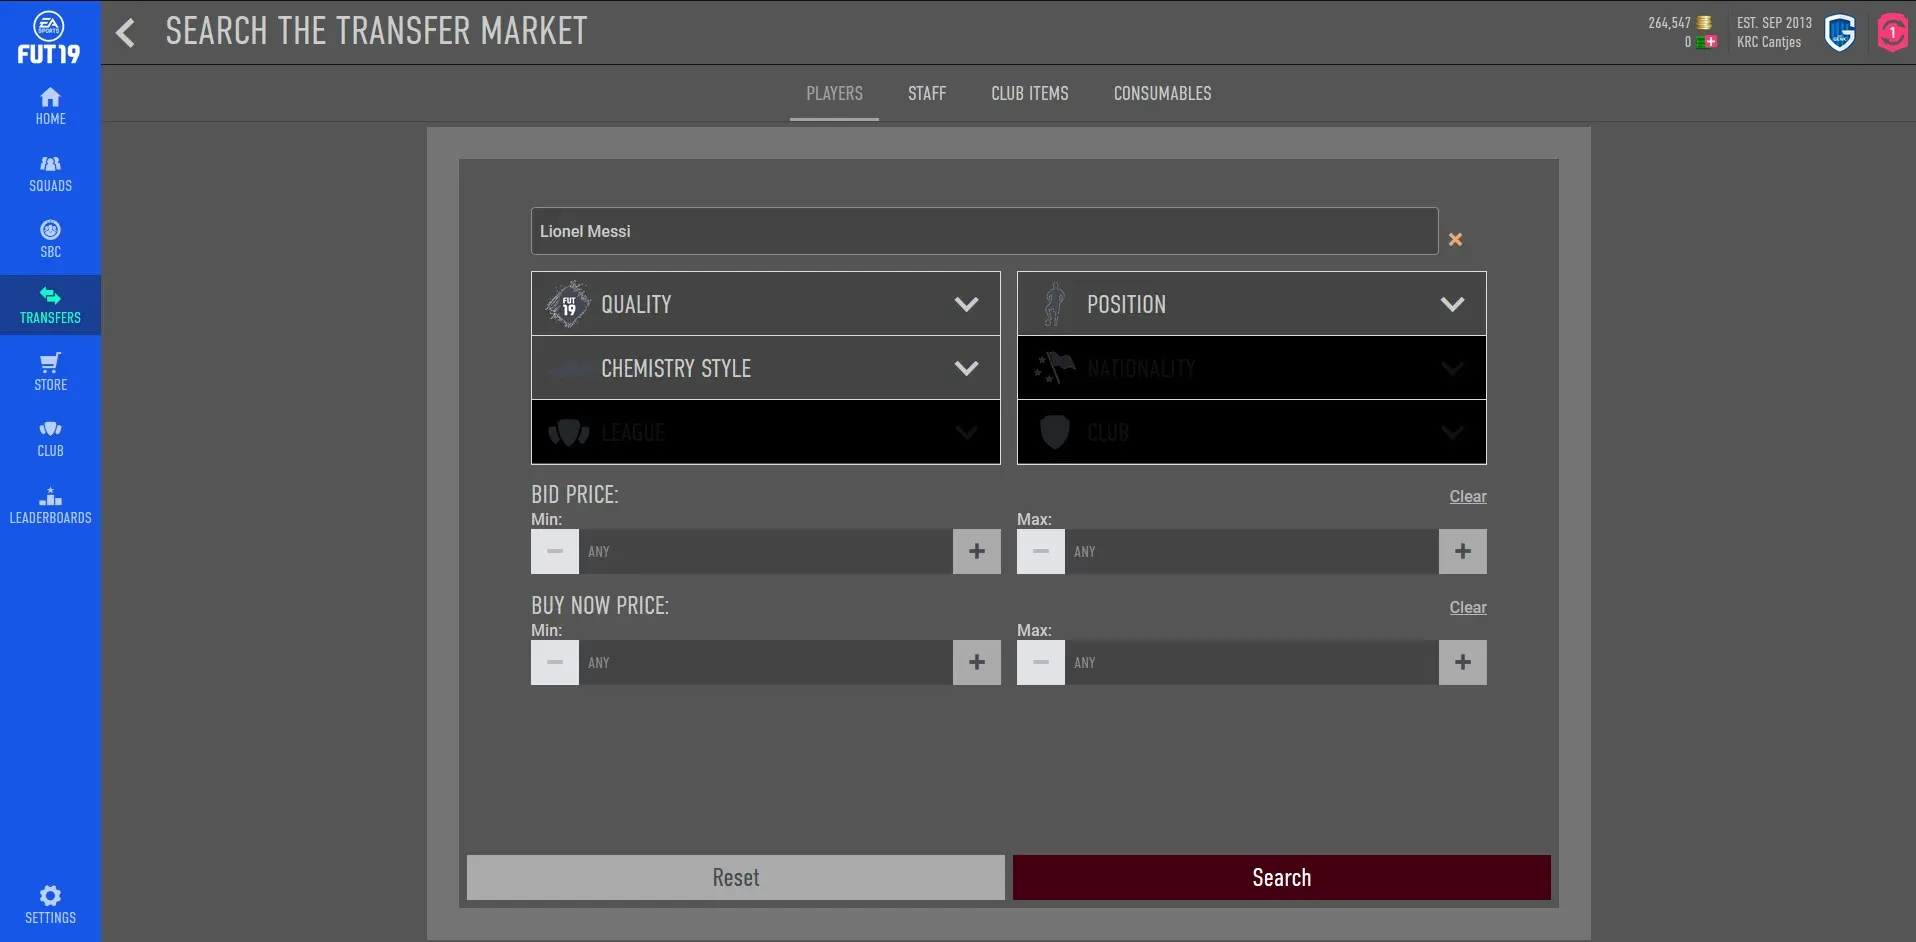 EA
SPORTS
FUT19
HOME
SQUADS
SBC
TRANSFERS
STORE
CLUB
LEADERBOARDS
SETTINGS
SEARCH THE TRANSFER MARKET
264,547
0
EST. SEP 2013
KRC Cantjes
GENK
1
PLAYERS
STAFF
CLUB ITEMS
CONSUMABLES
Lionel Messi
FUT
19
QUALITY
POSITION
CHEMISTRY STYLE
NATIONALITY
LEAGUE
CLUB
BID PRICE:
Clear
Min:
Max:
ANY
ANY
BUY NOW PRICE:
Clear
Min:
Max:
ANY
ANY
Reset
Search